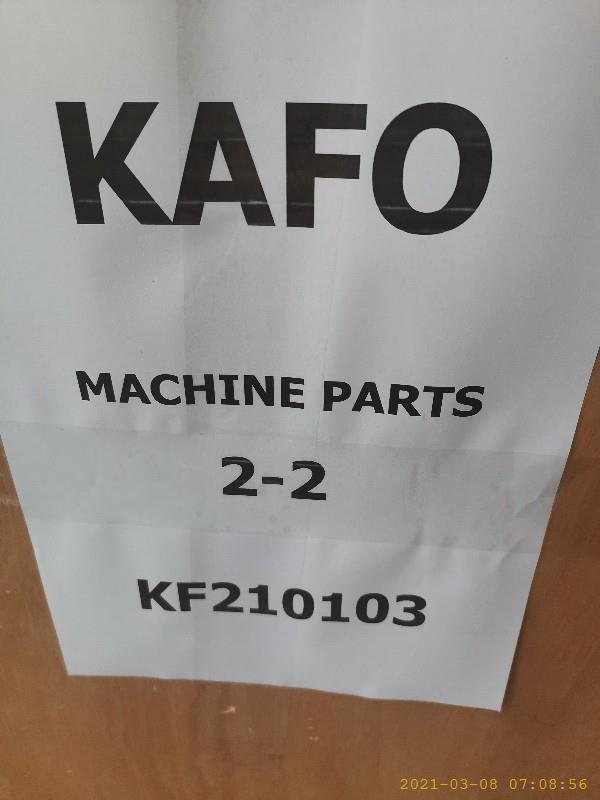 KAFO
MACHINE PARTS
2-2
KF210103
2021-03-08 07:08:56